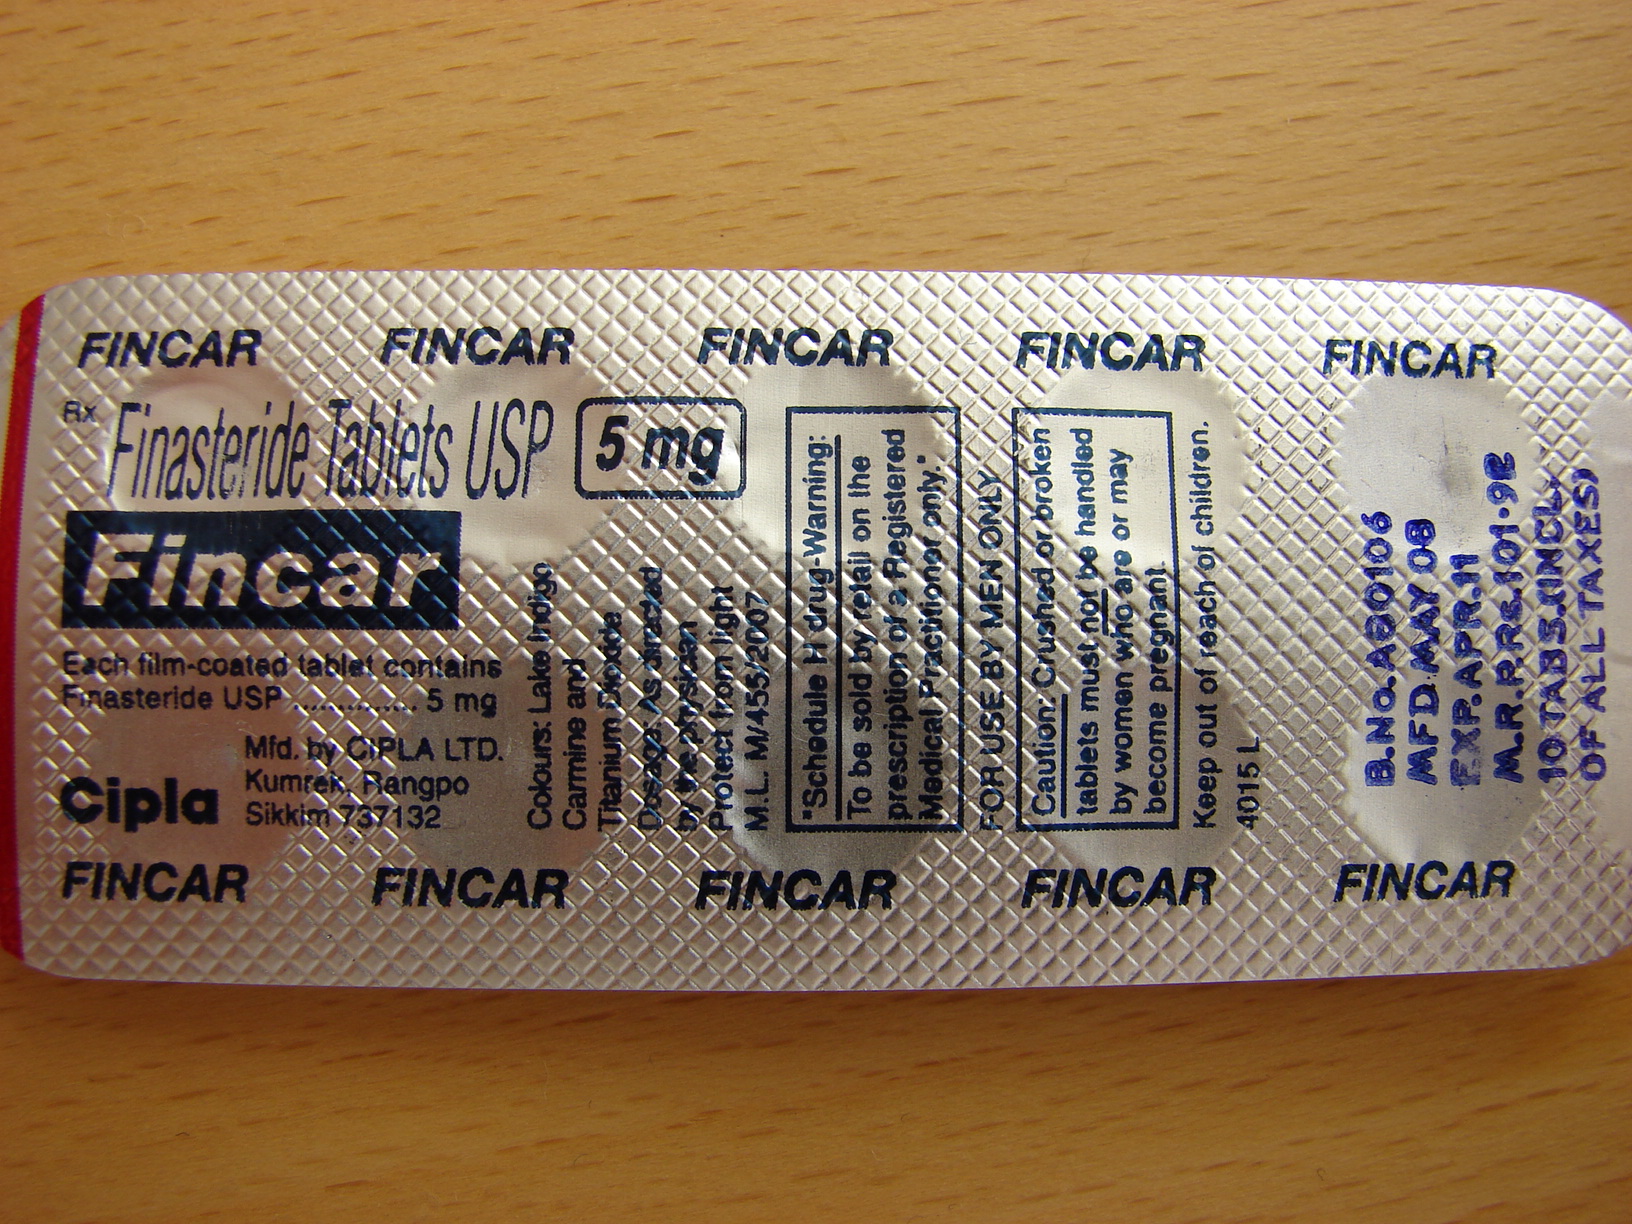 FINCAR FINCAR FINCAR FINCAR FINCAR
Rx Finasteride Tablets USP 5 mg
Fincar
Each film-coated tablet contains
Finasteride USP ............... 5 mg
Cipla
Mfd. by CIPLA LTD.
Kumrek, Rangpo
Sikkim 737132
Colours: Lake Indigo
Carmine and
Titanium Dioxide
Dosage: As directed
by the physician
Protect from light
M.L. M/455/2007
"Schedule H drug-Warning:
To be sold by retail on the
prescription of a Registered
Medical Practitioner only."
FOR USE BY MEN ONLY
Caution: Crushed or broken
tablets must not be handled
by women who are or may
become pregnant
Keep out of reach of children.
4015 L
B.NO.A80106
MFD.MAY 08
EXP.APR.11
M.R.P.RS.101.92
10 TABS.(INCL.
OF ALL TAXES)
FINCAR FINCAR FINCAR FINCAR FINCAR